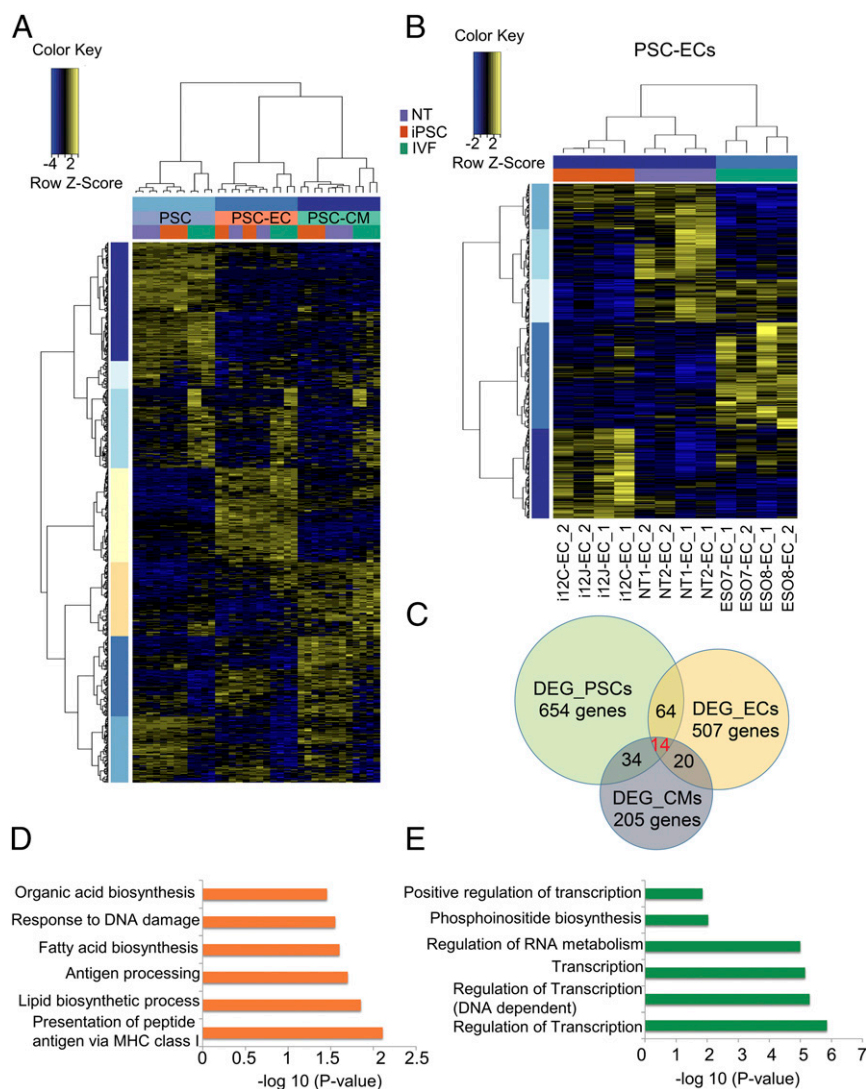 A
Color Key
-4
2
Row Z-Score
PSC
PSC-EC
PSC-CM
NT
iPSC
IVF
B
PSC-ECs
Color Key
-2
2
Row Z-Score
i12C-EC_2
i12J-EC_2
i12J-EC_1
i12C-EC_1
NT1-EC_2
NT2-EC_2
NT1-EC_1
NT2-EC_1
ESO7-EC_1
ESO7-EC_2
ESO8-EC_1
ESO8-EC_2
C
DEG_PSCs
654 genes
64
DEG_ECs
507 genes
14
34
20
DEG_CMs
205 genes
D
Organic acid biosynthesis
Response to DNA damage
Fatty acid biosynthesis
Antigen processing
Lipid biosynthetic process
Presentation of peptide
antigen via MHC class I
0 0.5 1 1.5 2 2.5
-log 10 (P-value)
E
Positive regulation of transcription
Phosphoinositide biosynthesis
Regulation of RNA metabolism
Transcription
Regulation of Transcription
(DNA dependent)
Regulation of Transcription
0 1 2 3 4 5 6 7
-log 10 (P-value)